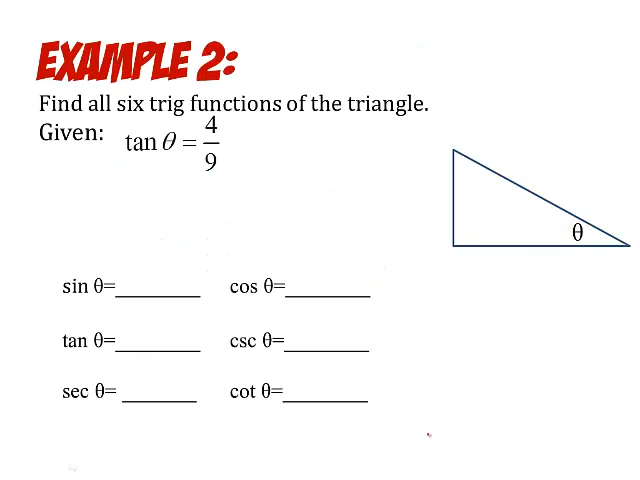 EXAMPLE 2:
Find all six trig functions of the triangle.
Given: tan θ = 4/9
θ
sin θ=________ cos θ=________
tan θ=________ csc θ=________
sec θ= _______ cot θ=________